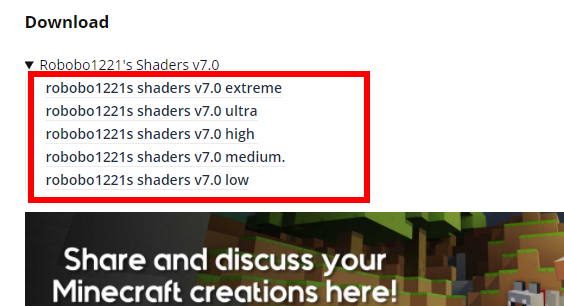 Download
Robobo1221's Shaders v7.0
robobo1221s shaders v7.0 extreme
robobo1221s shaders v7.0 ultra
robobo1221s shaders v7.0 high
robobo1221s shaders v7.0 medium.
robobo1221s shaders v7.0 low
Share and discuss your
Minecraft creations here!